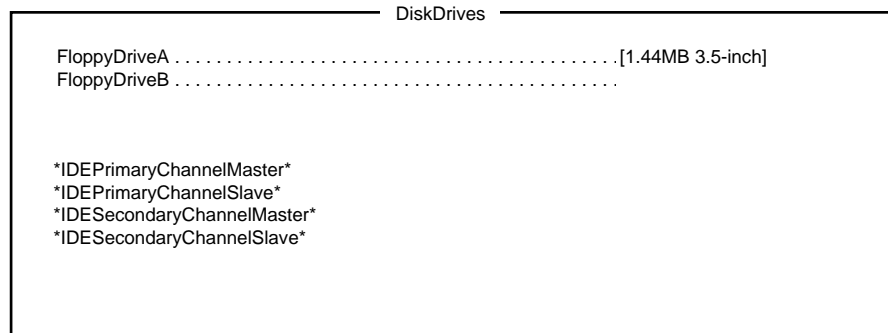 DiskDrives
FloppyDriveA . . . . . . . . . . . . . . . . . . . . . . . . . . . . . . . . . . . . . . . . . . . [1.44MB 3.5-inch]
FloppyDriveB . . . . . . . . . . . . . . . . . . . . . . . . . . . . . . . . . . . . . . . . . . .
*IDEPrimaryChannelMaster*
*IDEPrimaryChannelSlave*
*IDESecondaryChannelMaster*
*IDESecondaryChannelSlave*